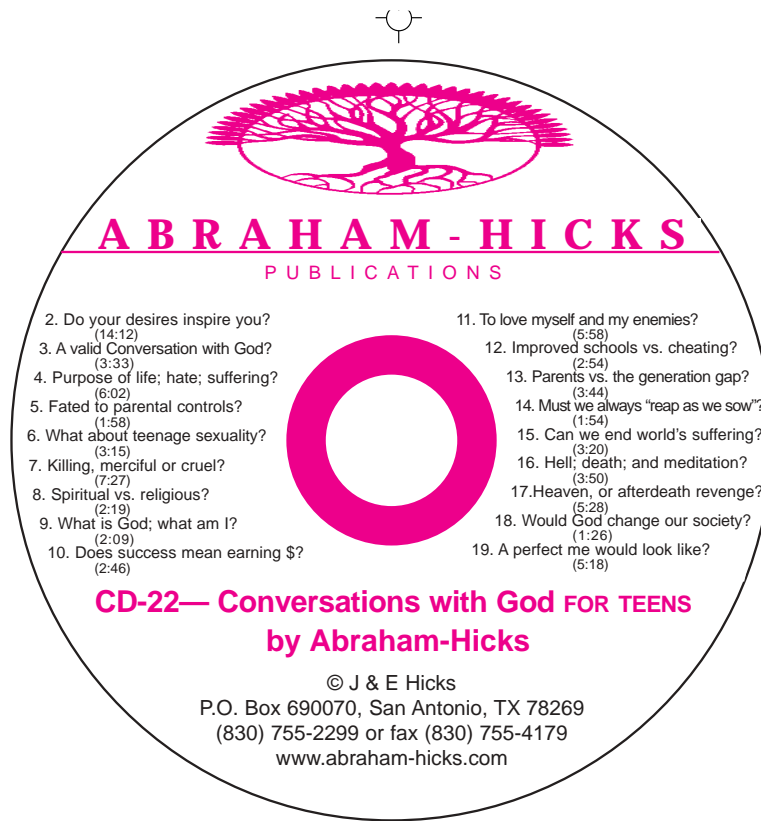 ABRAHAM-HICKS
PUBLICATIONS
2. Do your desires inspire you?
(14:12)
3. A valid Conversation with God?
(3:33)
4. Purpose of life; hate; suffering?
(6:02)
5. Fated to parental controls?
(1:58)
6. What about teenage sexuality?
(3:15)
7. Killing, merciful or cruel?
(7:27)
8. Spiritual vs. religious?
(2:19)
9. What is God; what am I?
(2:09)
10. Does success mean earning $?
(2:46)
11. To love myself and my enemies?
(5:58)
12. Improved schools vs. cheating?
(2:54)
13. Parents vs. the generation gap?
(3:44)
14. Must we always “reap as we sow”?
(1:54)
15. Can we end world's suffering?
(3:20)
16. Hell; death; and meditation?
(3:50)
17.Heaven, or afterdeath revenge?
(5:28)
18. Would God change our society?
(1:26)
19. A perfect me would look like?
(5:18)
CD-22— Conversations with God FOR TEENS
by Abraham-Hicks
© J & E Hicks
P.O. Box 690070, San Antonio, TX 78269
(830) 755-2299 or fax (830) 755-4179
www.abraham-hicks.com